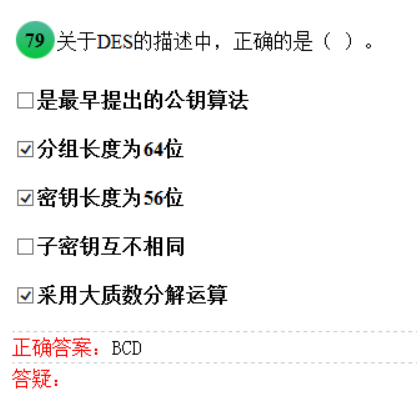 79 关于DES的描述中，正确的是（ ）。
是最早提出的公钥算法
分组长度为64位
密钥长度为56位
子密钥互不相同
采用大质数分解运算
正确答案：BCD
答疑：